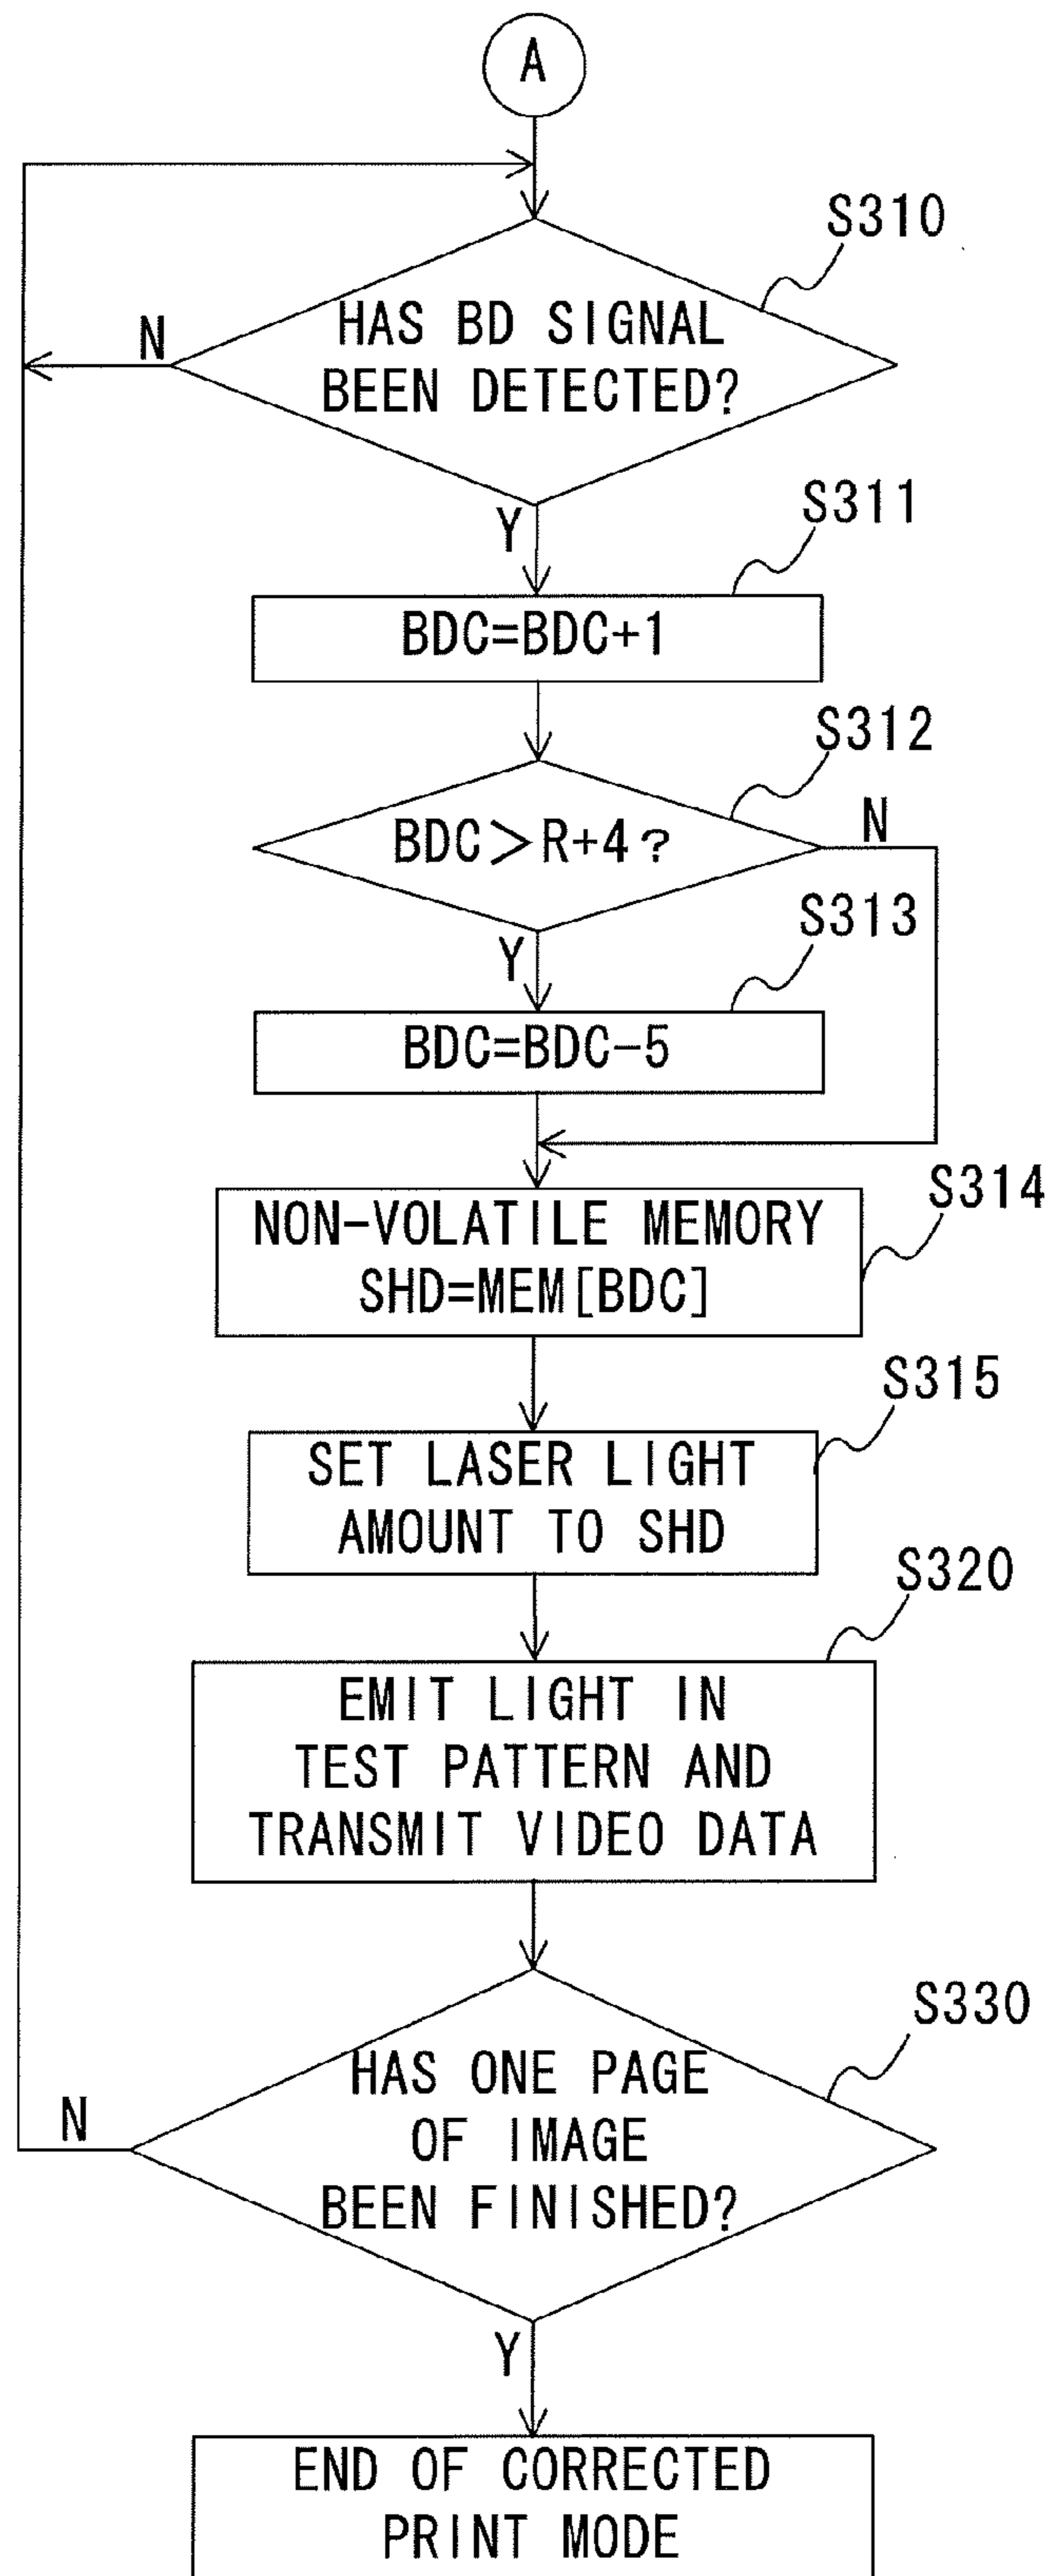 A
S310
HAS BD SIGNAL
BEEN DETECTED?
N
S311
Y
BDC=BDC+1
S312
BDC>R+4?
N
S313
Y
BDC=BDC-5
S314
NON-VOLATILE MEMORY
SHD=MEM[BDC]
S315
SET LASER LIGHT
AMOUNT TO SHD
S320
EMIT LIGHT IN
TEST PATTERN AND
TRANSMIT VIDEO DATA
S330
HAS ONE PAGE
OF IMAGE
BEEN FINISHED?
N
Y
END OF CORRECTED
PRINT MODE